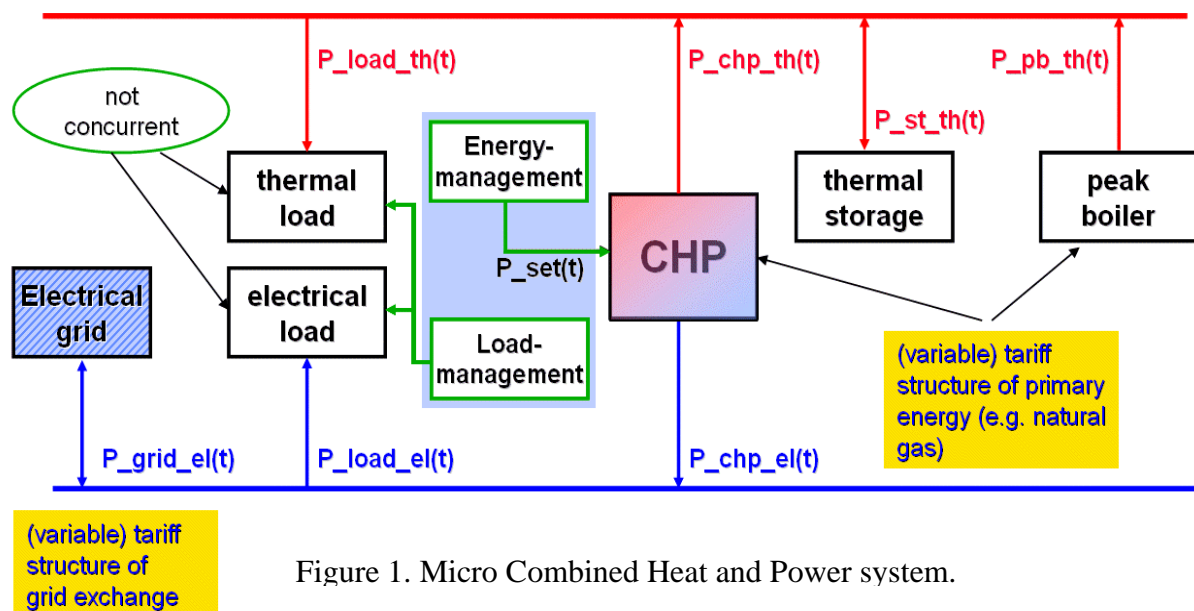 P_load_th(t)
P_chp_th(t)
P_pb_th(t)
not
concurrent
P_st_th(t)
Energy-
management
thermal
load
thermal
storage
peak
boiler
CHP
P_set(t)
Electrical
grid
electrical
load
Load-
management
(variable) tariff
structure of primary
energy (e.g. natural
gas)
P_grid_el(t)
P_load_el(t)
P_chp_el(t)
(variable) tariff
structure of
grid exchange
Figure 1. Micro Combined Heat and Power system.